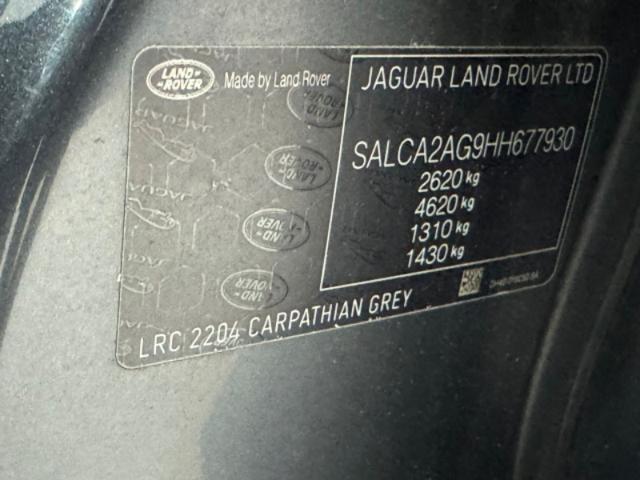 LAND ROVER
Made by Land Rover
JAGUAR LAND ROVER LTD
SALCA2AG9HH677930
2620 kg
4620 kg
1310 kg
1430 kg
LRC 2204 CARPATHIAN GREY